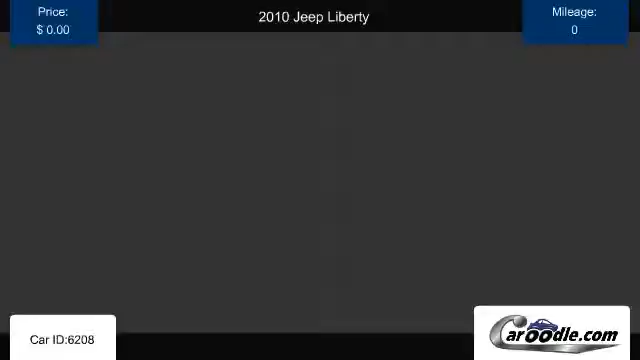 Price:
$ 0.00
2010 Jeep Liberty
Mileage:
0
Car ID:6208
Caroodle.com